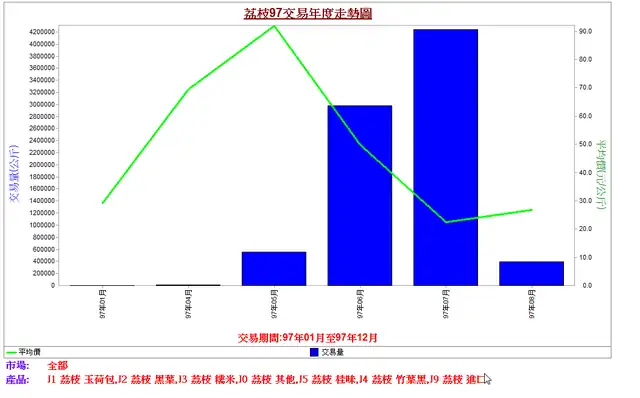 荔枝97交易年度走勢圖
4200000
4000000
3800000
3600000
3400000
3200000
3000000
2800000
2600000
2400000
2200000
2000000
1800000
1600000
1400000
1200000
1000000
800000
600000
400000
200000
0
交易量(公斤)
90.0
80.0
70.0
60.0
50.0
40.0
30.0
20.0
10.0
0.0
平均價(元/公斤)
97年01月
97年04月
97年05月
97年06月
97年07月
97年08月
交易期間:97年01月至97年12月
平均價
交易量
市場: 全部
產品: J1 荔枝 玉荷包,J2 荔枝 黑葉,J3 荔枝 糯米,J0 荔枝 其他,J5 荔枝 桂味,J4 荔枝 竹葉黑,J9 荔枝 進口